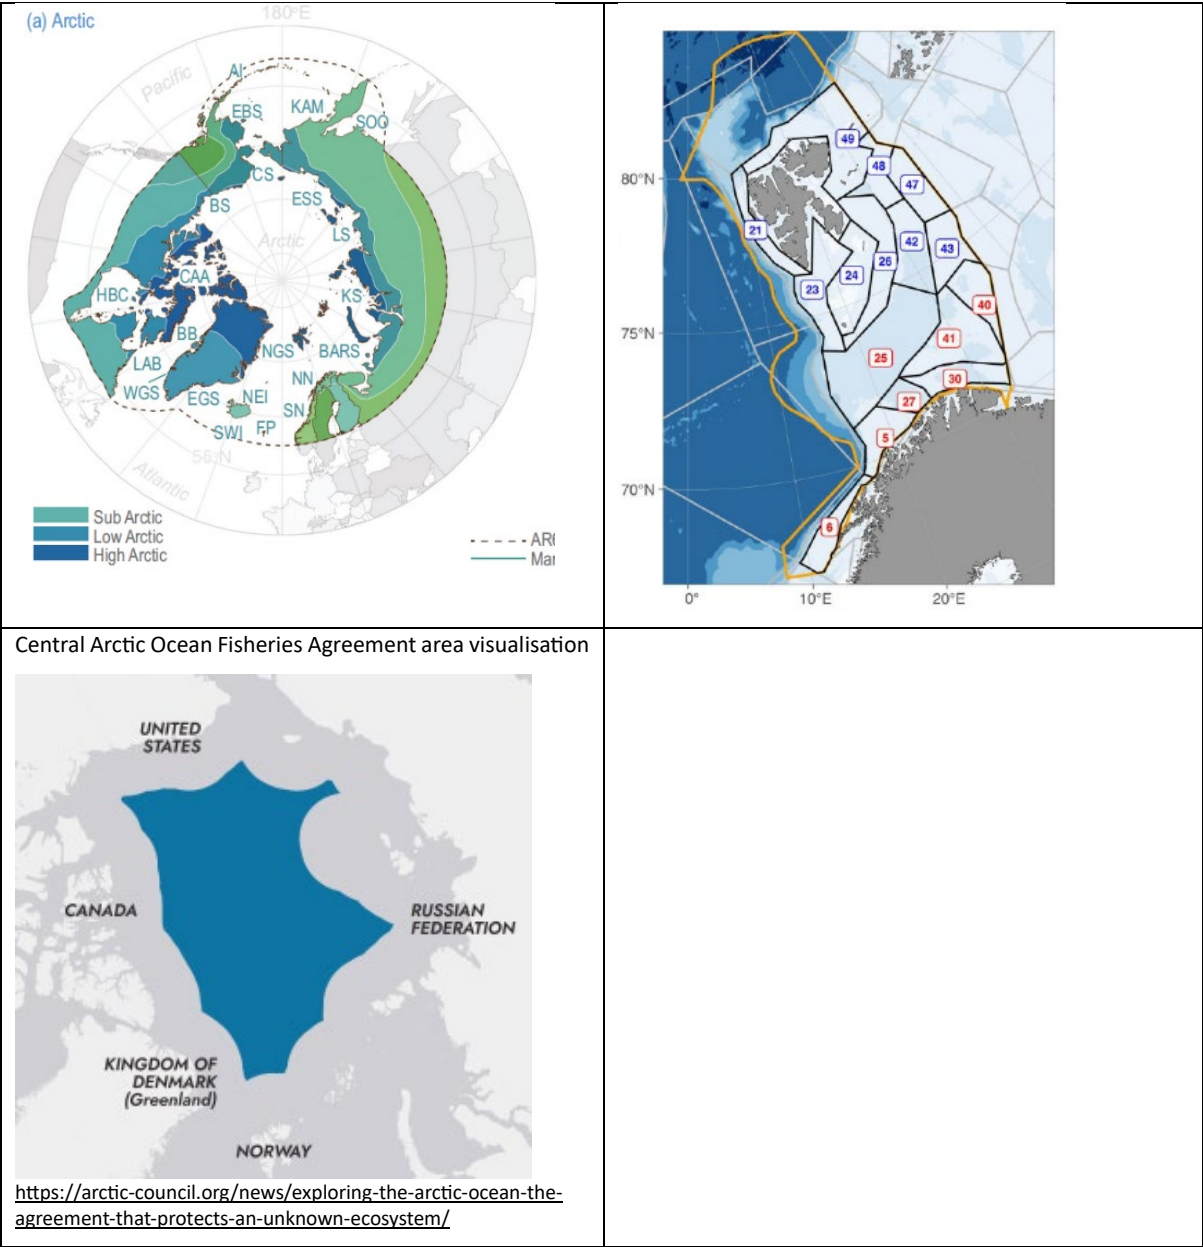 (a) Arctic
180°E
Pacific
AI
EBS
KAM
SOO
CS
BS
ESS
Arctic
LS
CAA
HBC
KS
BB
NGS
BARS
LAB
NN
WGS
EGS
NEI
SN
SWI
FP
55°N
Atlantic
Sub Arctic
Low Arctic
High Arctic
AR6
Mar
49
48
47
80°N
21
42
43
26
24
23
40
75°N
41
25
30
27
5
70°N
6
0°
10°E
20°E
Central Arctic Ocean Fisheries Agreement area visualisation
UNITED
STATES
CANADA
RUSSIAN
FEDERATION
KINGDOM OF
DENMARK
(Greenland)
NORWAY
https://arctic-council.org/news/exploring-the-arctic-ocean-the-
agreement-that-protects-an-unknown-ecosystem/